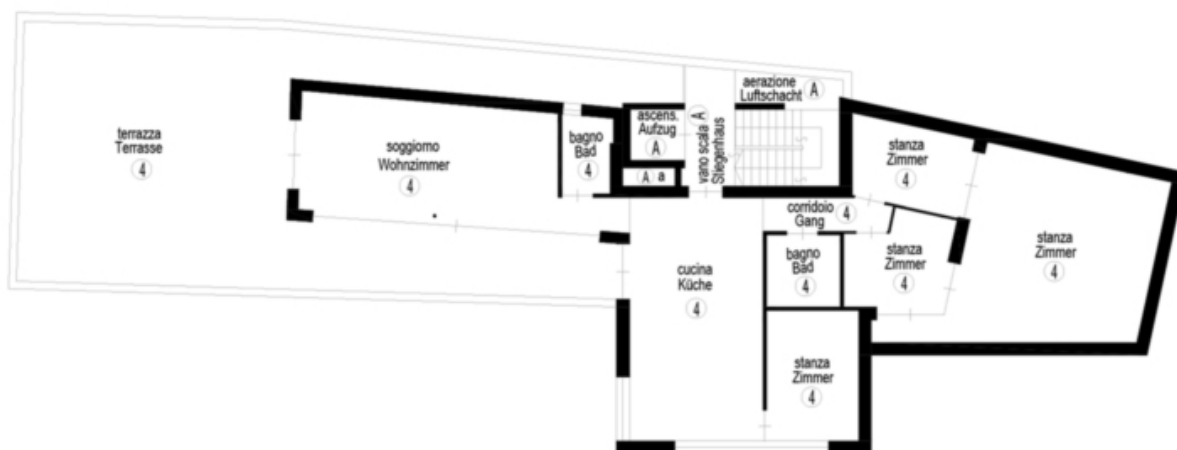 terrazza
Terrasse
4
soggiorno
Wohnzimmer
4
bagno
Bad
4
ascens.
Aufzug
A
A a
A
vano scala
Stiegenhaus
aerazione
Luftschacht
A
stanza
Zimmer
4
corridoio
Gang
4
stanza
Zimmer
4
stanza
Zimmer
4
cucina
Küche
4
bagno
Bad
4
stanza
Zimmer
4